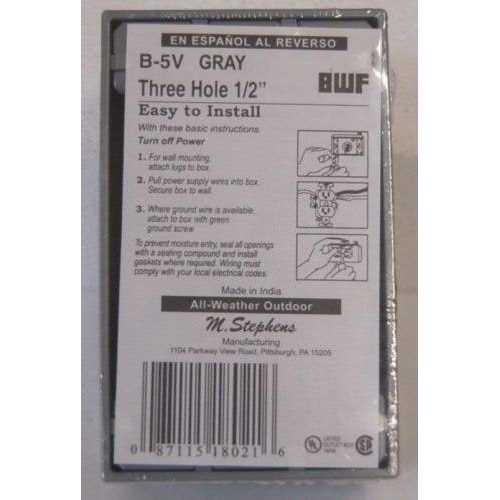 EN ESPAÑOL AL REVERSO
B-5V GRAY
BWF
Three Hole 1/2"
Easy to Install
With these basic instructions.
Turn off Power
1. For wall mounting, attach lugs to box.
2. Pull power supply wires into box. Secure box to wall.
3. Where ground wire is available, attach to box with green ground screw
To prevent moisture entry, seal all openings
with a sealing compound and install
gaskets where required. Wiring must
comply with your local electrical codes.
Made in India
All-Weather Outdoor
M. Stephens
Manufacturing
1104 Parkway View Road, Pittsburgh, PA 15205
0 87115 18021 6
UL LISTED
OUTLET BOX